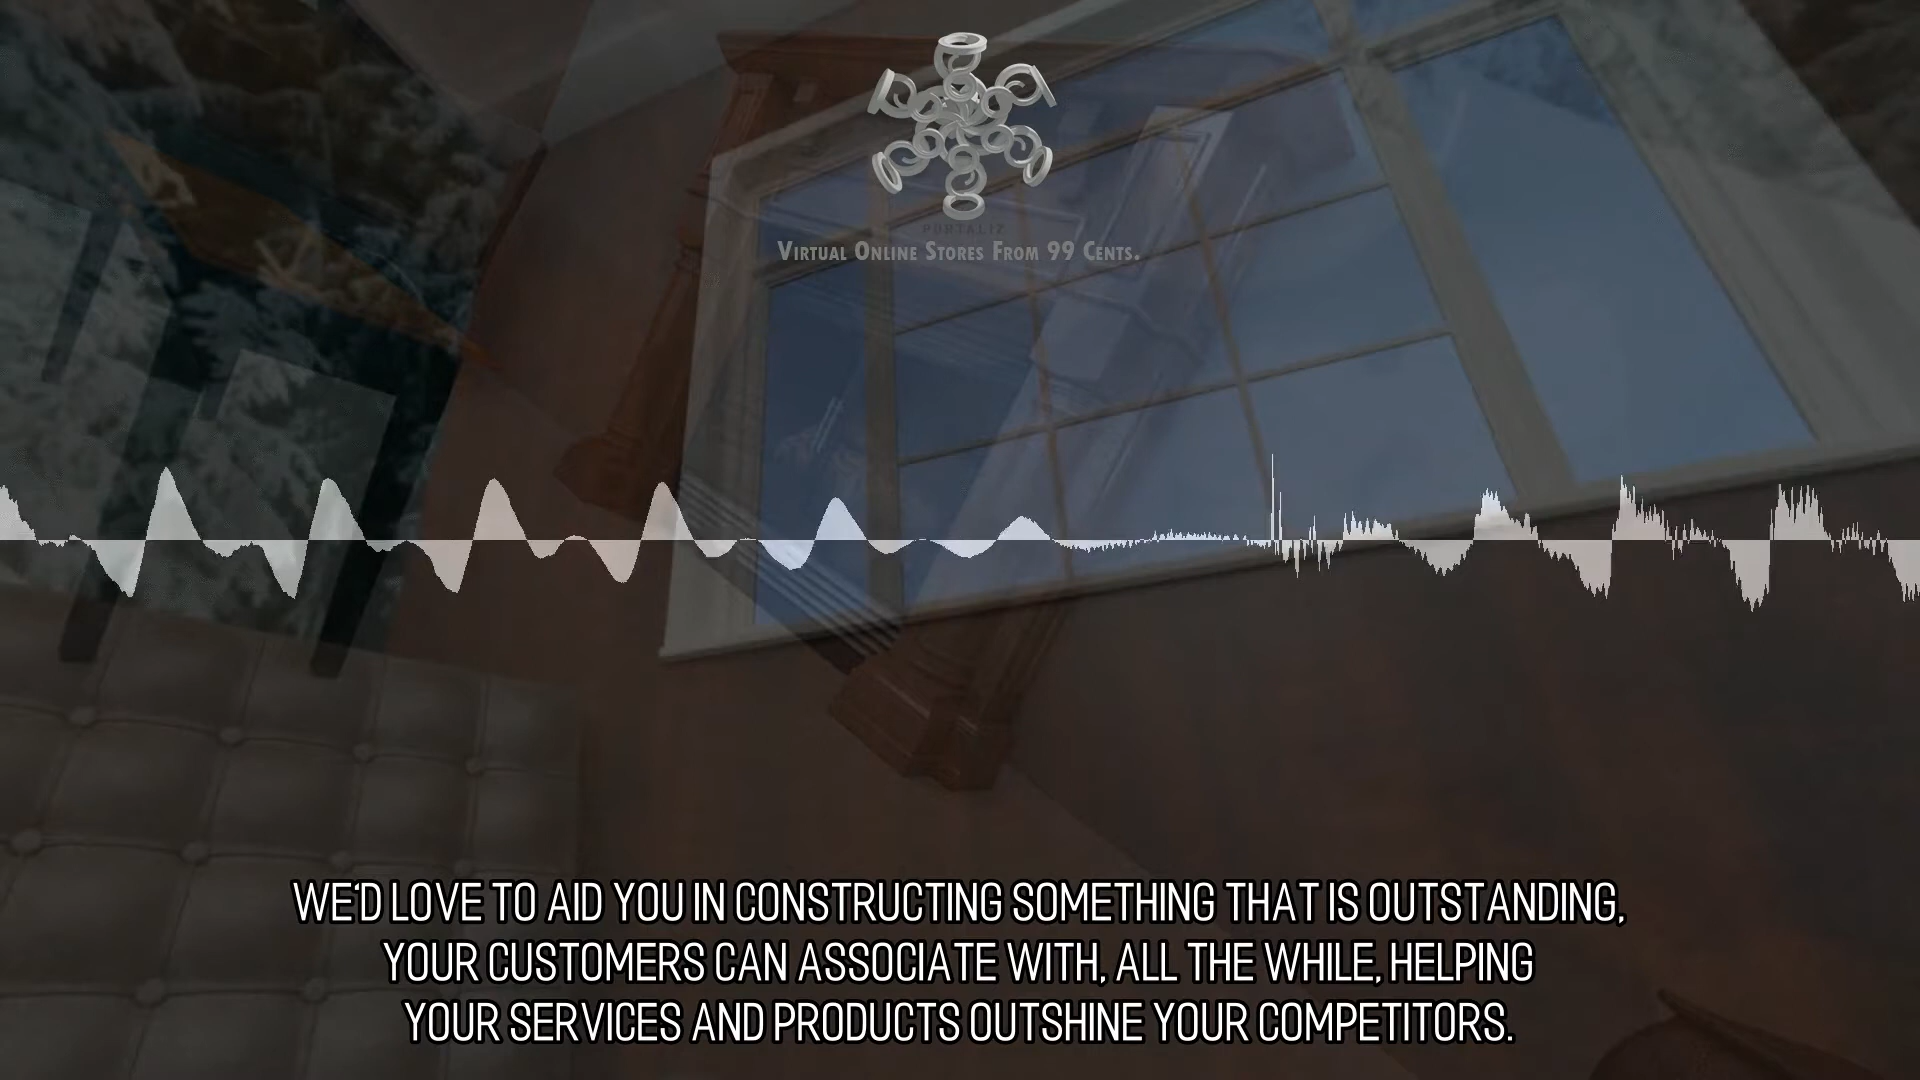 PORTALIZ
Virtual Online Stores From 99 Cents.
WE'D LOVE TO AID YOU IN CONSTRUCTING SOMETHING THAT IS OUTSTANDING,
YOUR CUSTOMERS CAN ASSOCIATE WITH, ALL THE WHILE, HELPING
YOUR SERVICES AND PRODUCTS OUTSHINE YOUR COMPETITORS.